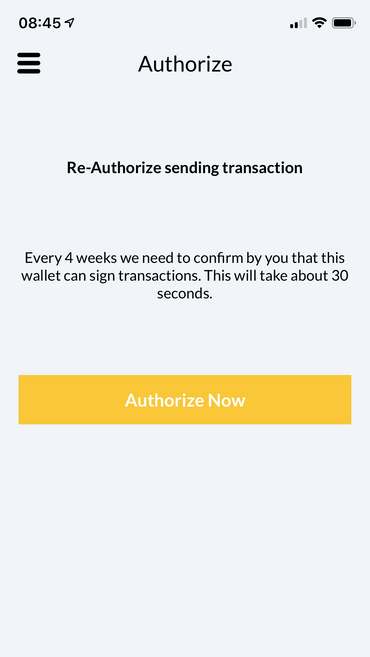 08:45
Authorize
Re-Authorize sending transaction
Every 4 weeks we need to confirm by you that this
wallet can sign transactions. This will take about 30
seconds.
Authorize Now